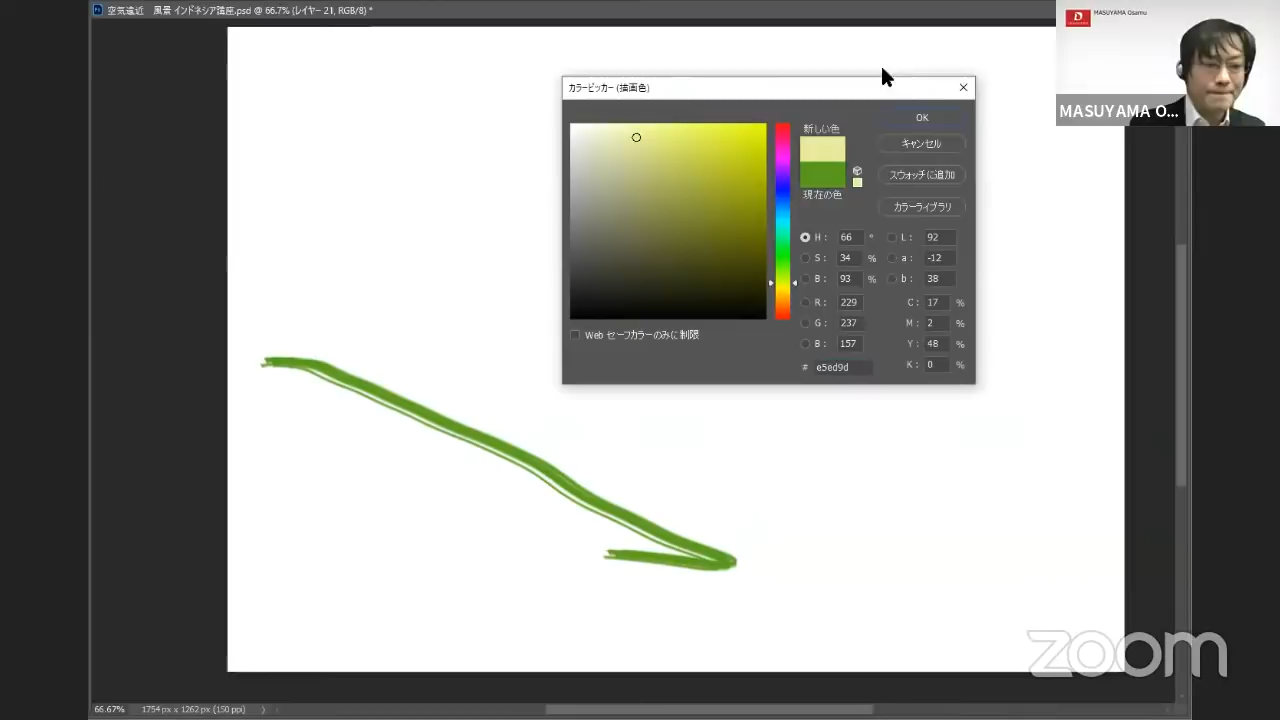 空気遠近　風景 インドネシア講座.psd @ 66.7% (レイヤー 21, RGB/8) *
MASUYAMA Osamu
MASUYAMA O...
カラーピッカー (描画色)
新しい色
現在の色
OK
キャンセル
スウォッチに追加
カラーライブラリ
H : 66 °
S : 34 %
B : 93 %
R : 229
G : 237
B : 157
# e5ed9d
L : 92
a : -12
b : 38
C : 17 %
M : 2 %
Y : 48 %
K : 0 %
Web セーフカラーのみに制限
zoom
66.67%
1754 px x 1262 px (150 ppi)